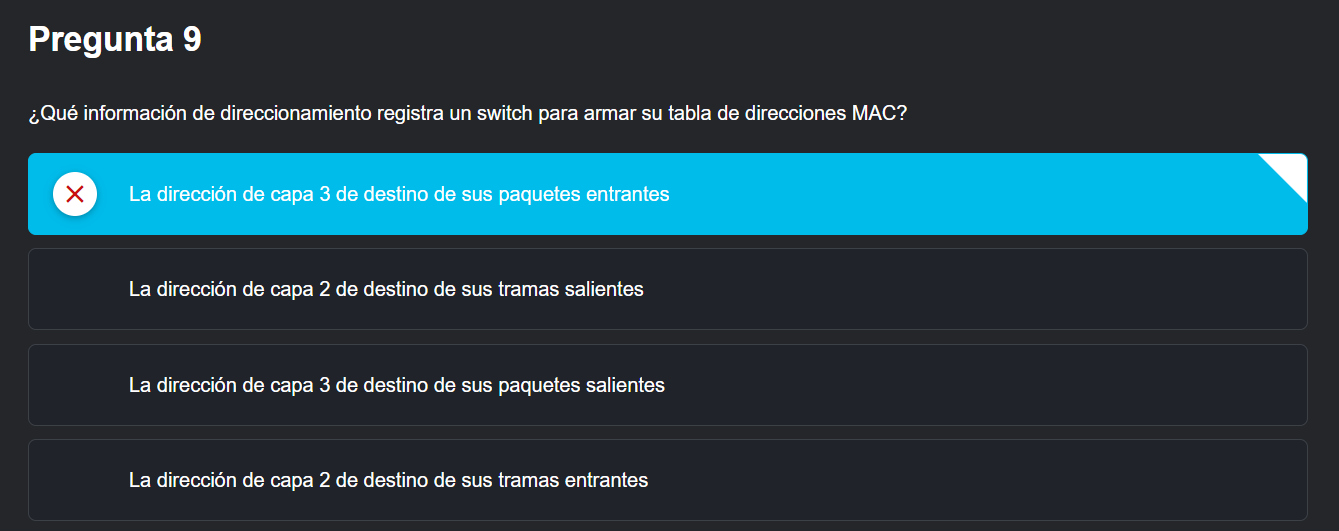 Pregunta 9
¿Qué información de direccionamiento registra un switch para armar su tabla de direcciones MAC?
La dirección de capa 3 de destino de sus paquetes entrantes
La dirección de capa 2 de destino de sus tramas salientes
La dirección de capa 3 de destino de sus paquetes salientes
La dirección de capa 2 de destino de sus tramas entrantes